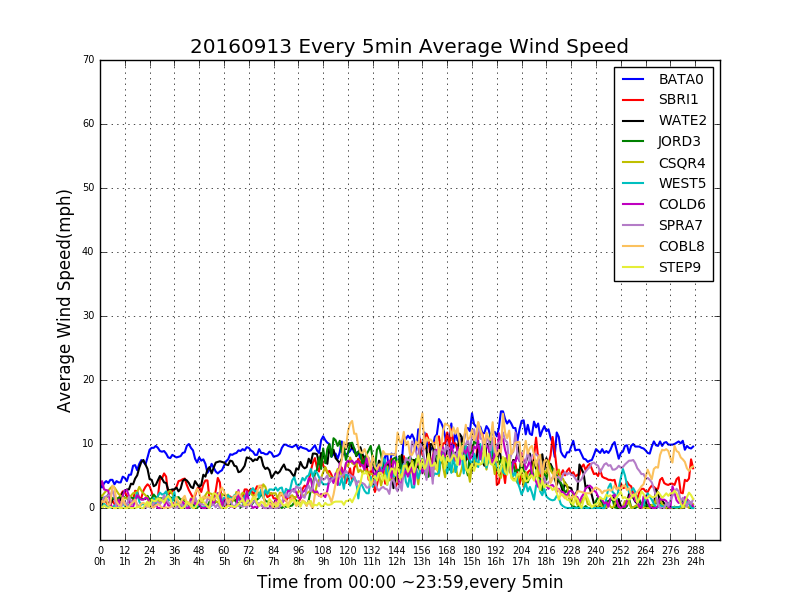 20160913 Every 5min Average Wind Speed
Average Wind Speed(mph)
70
60
50
40
30
20
10
0
BATA0
SBRI1
WATE2
JORD3
CSQR4
WEST5
COLD6
SPRA7
COBL8
STEP9
0 12 24 36 48 60 72 84 96 108 120 132 144 156 168 180 192 204 216 228 240 252 264 276 288
0h 1h 2h 3h 4h 5h 6h 7h 8h 9h 10h 11h 12h 13h 14h 15h 16h 17h 18h 19h 20h 21h 22h 23h 24h
Time from 00:00 ~23:59,every 5min